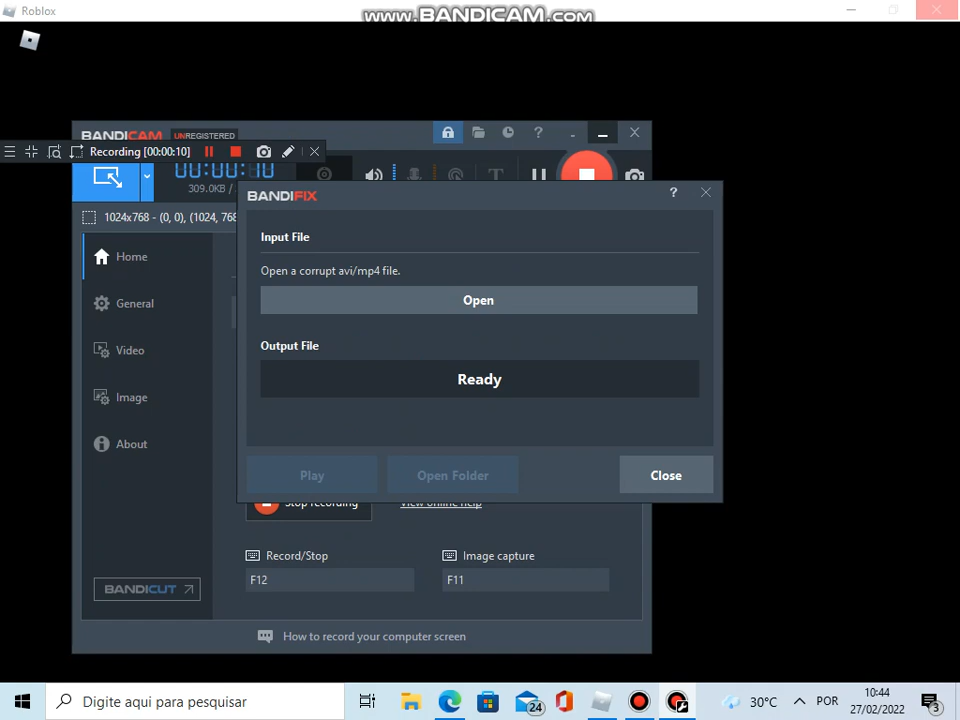 Roblox
www.BANDICAM.com
BANDICAM UNREGISTERED
Recording [00:00:10]
00:00:10
309.0KB /
1024x768 - (0, 0), (1024, 768
BANDIFIX
Input File
Open a corrupt avi/mp4 file.
Open
Output File
Ready
Play
Open Folder
Close
Home
General
Video
Image
About
Stop recording
View online help
Record/Stop
Image capture
F12
F11
BANDICUT
How to record your computer screen
Digite aqui para pesquisar
24
30°C
POR
10:44
27/02/2022
3